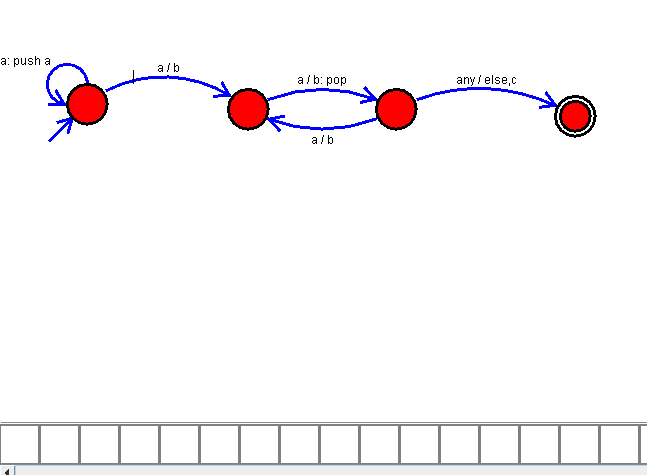 a: push a
a / b
a / b: pop
any / else,c
a / b